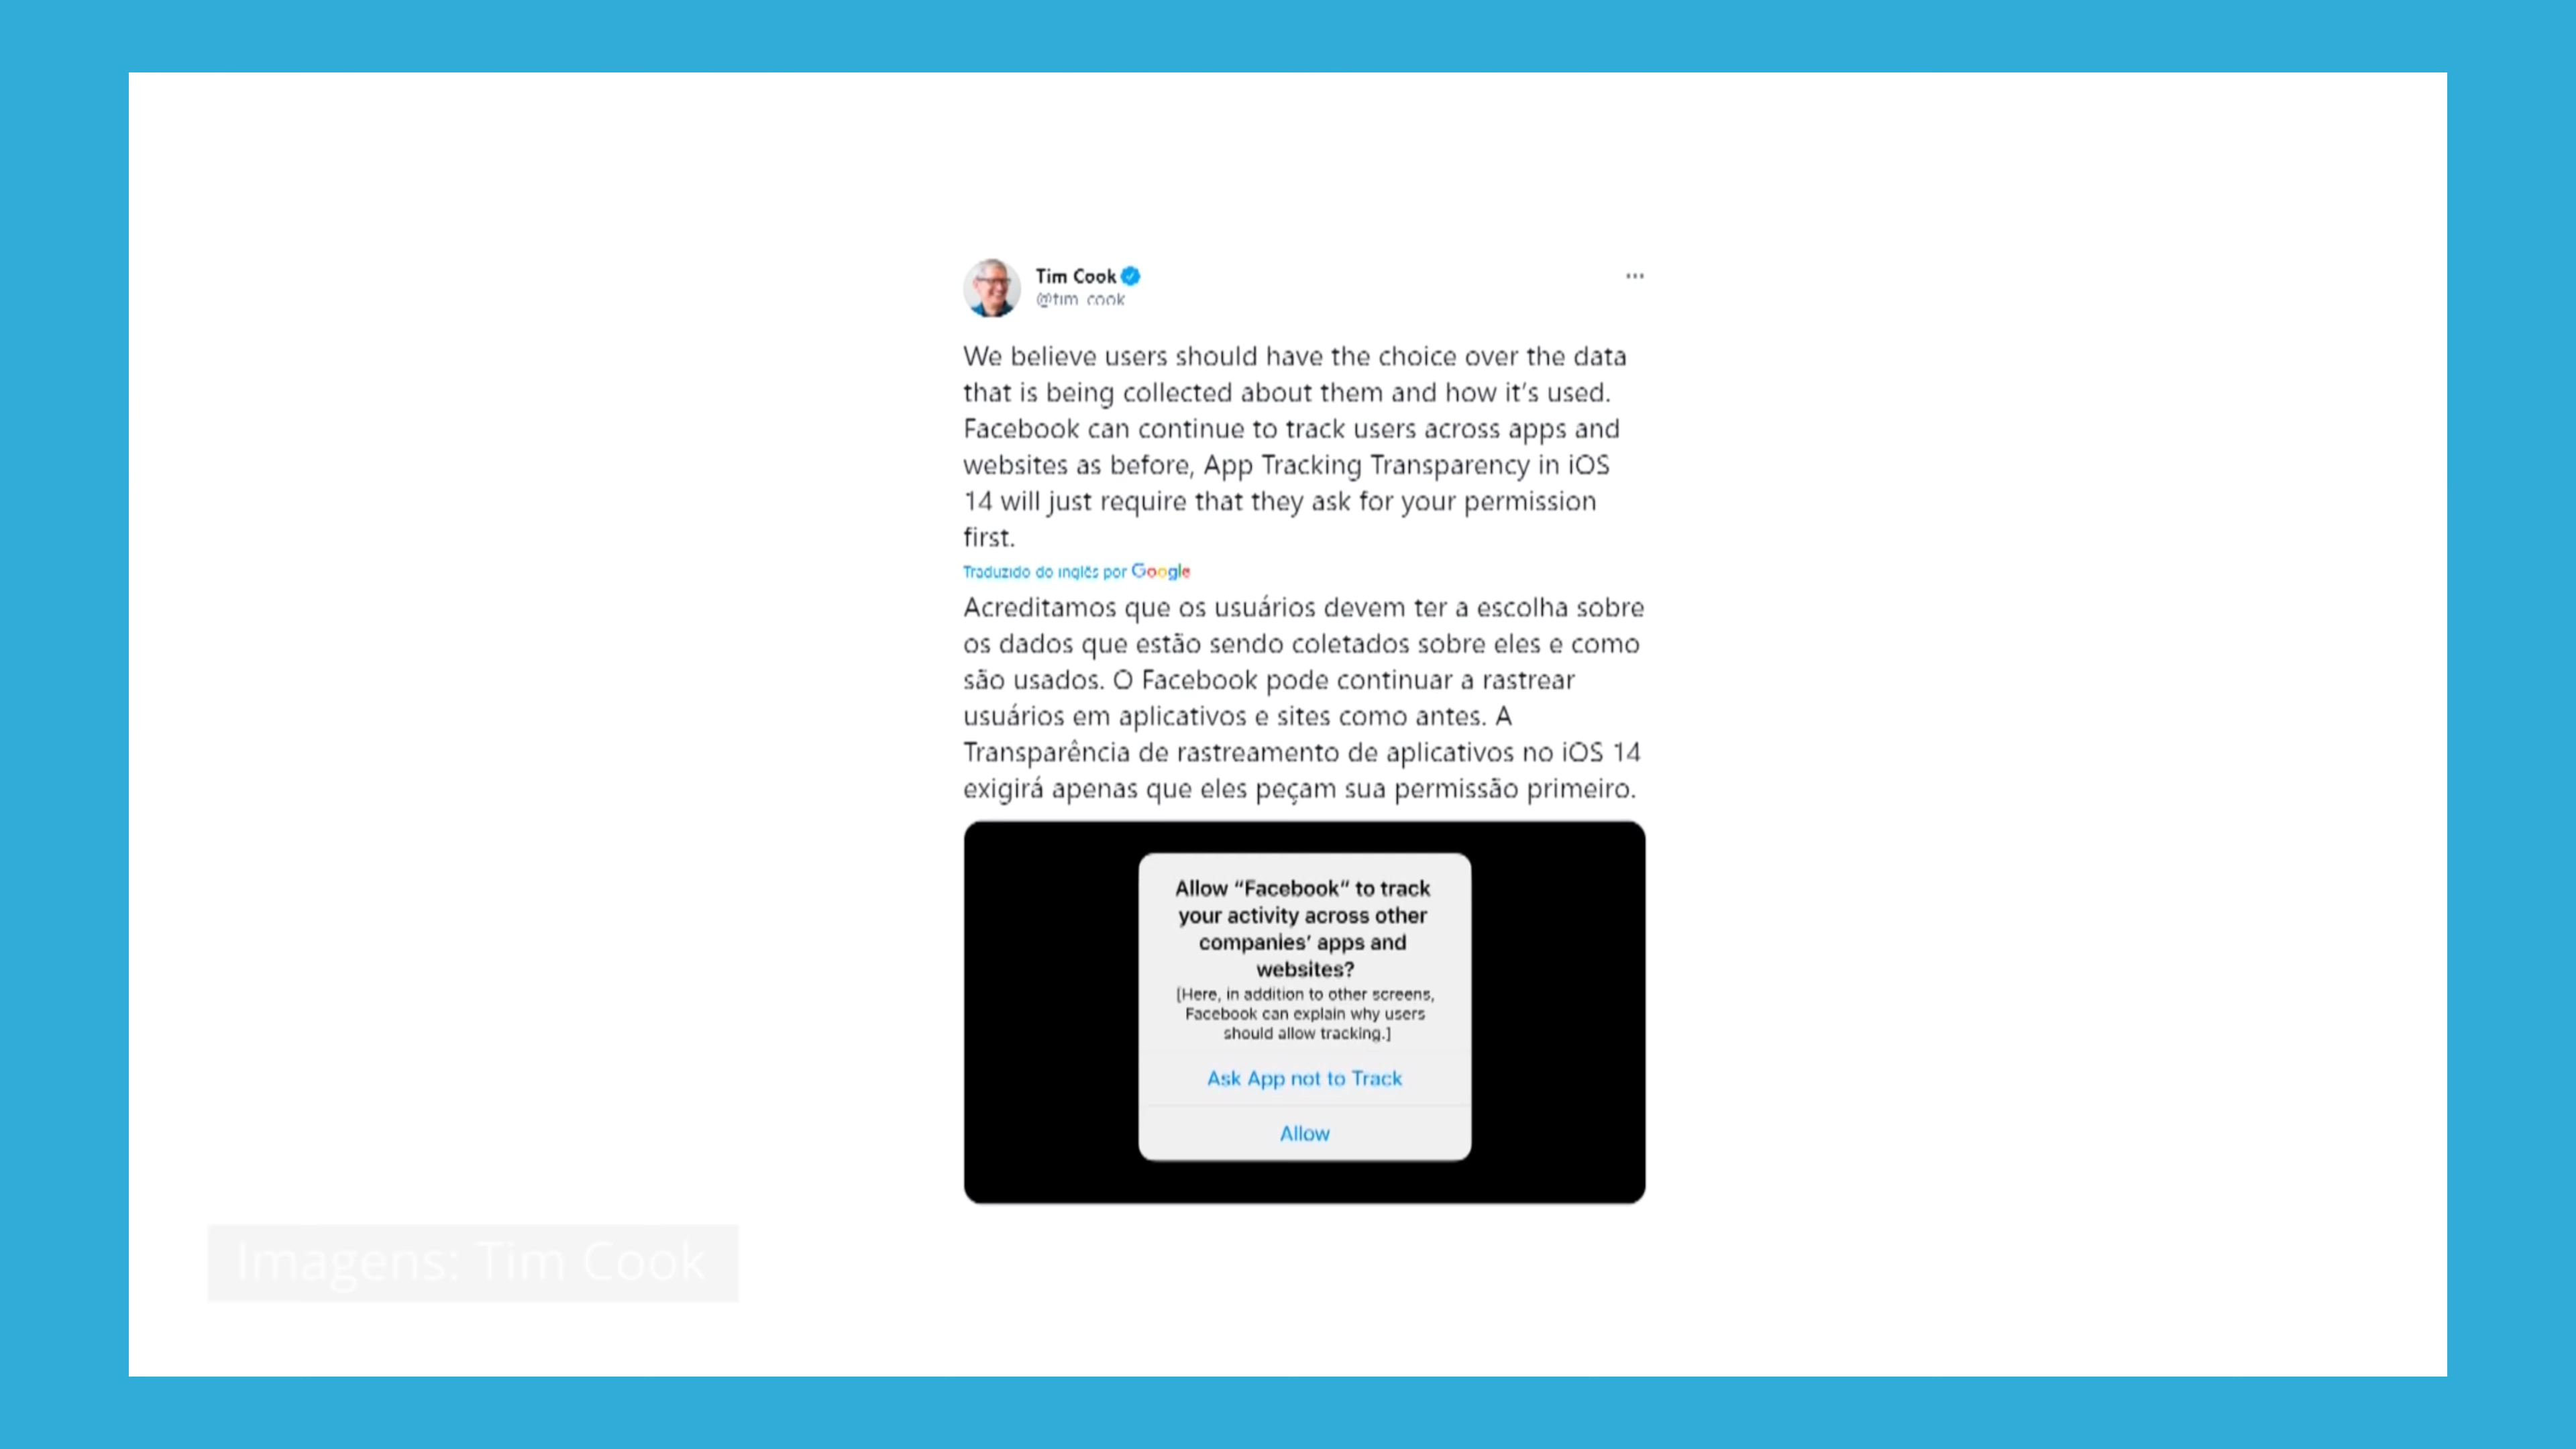 Tim Cook
@tim_cook
We believe users should have the choice over the data
that is being collected about them and how it's used.
Facebook can continue to track users across apps and
websites as before, App Tracking Transparency in iOS
14 will just require that they ask for your permission
first.
Traduzido do inglês por Google
Acreditamos que os usuários devem ter a escolha sobre
os dados que estão sendo coletados sobre eles e como
são usados. O Facebook pode continuar a rastrear
usuários em aplicativos e sites como antes. A
Transparência de rastreamento de aplicativos no iOS 14
exigirá apenas que eles peçam sua permissão primeiro.
Allow “Facebook” to track
your activity across other
companies’ apps and
websites?
[Here, in addition to other screens,
Facebook can explain why users
should allow tracking.]
Ask App not to Track
Allow
Imagens: Tim Cook